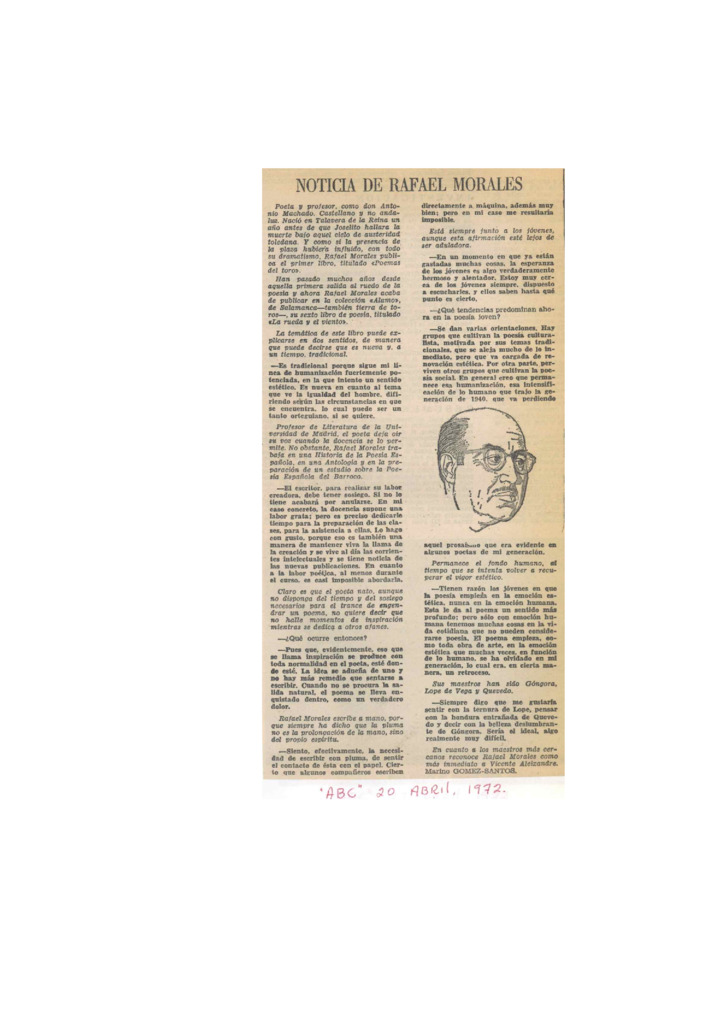 NOTICIA DE RAFAEL MORALES
Poeta y profesor, como don Anto-
nio Machado. Castellano y no anda-
luz. Nació en Talavera de la Reina un
año antes de que Joselito hallara la
muerte bajo aquel cielo de austeridad
toledana. Y como si la presencia de
la plaza hubiera influido, con todo
su dramatismo, Rafael Morales publi-
ca el primer libro, titulado «Poemas
del toro».
Han pasado muchos años desde
aquella primera salida al ruedo de la
poesía y ahora Rafael Morales acaba
de publicar en la colección «Alamo»,
de Salamanca—también tierra de to-
ros—, su sexto libro de poesía, titulado
«La rueda y el viento».
La temática de este libro puede ex-
plicarse en dos sentidos, de manera
que puede decirse que es nueva y, a
un tiempo, tradicional.
—Es tradicional porque sigue mi lí-
nea de humanización fuertemente po-
tenciada, en la que intento un sentido
estético. Es nueva en cuanto al tema
que ve la igualdad del hombre, difi-
riendo según las circunstancias en que
se encuentra, lo cual puede ser un
tanto orteguiano, si se quiere.
Profesor de Literatura de la Uni-
versidad de Madrid, el poeta deja oír
su voz cuando la docencia se lo per-
mite. No obstante, Rafael Morales tra-
baja en una Historia de la Poesía Es-
pañola, en una Antología y en la pre-
paración de un estudio sobre la Poe-
sía Española del Barroco.
—El escritor, para realizar su labor
creadora, debe tener sosiego. Si no lo
tiene acabará por anularse. En mi
caso concreto, la docencia supone una
labor grata; pero es preciso dedicarle
tiempo para la preparación de las cla-
ses, para la asistencia a ellas. Lo hago
con gusto, porque eso es también una
manera de mantener viva la llama de
la creación y se vive al día las corrien-
tes intelectuales y se tiene noticia de
las nuevas publicaciones. En cuanto
a la labor poética, al menos durante
el curso, es casi imposible abordarla.
Claro es que el poeta nato, aunque
no disponga del tiempo y del sosiego
necesarios para el trance de engen-
drar un poema, no quiere decir que
no halle momentos de inspiración
mientras se dedica a otros afanes.
—¿Qué ocurre entonces?
—Pues que, evidentemente, eso que
se llama inspiración se produce con
toda normalidad en el poeta, esté don-
de esté. La idea se adueña de uno y
no hay más remedio que sentarse a
escribir. Cuando no se procura la sa-
lida natural, el poema se lleva en-
quistado dentro, como un verdadero
dolor.
Rafael Morales escribe a mano, por-
que siempre ha dicho que la pluma
no es la prolongación de la mano, sino
del propio espíritu.
—Siento, efectivamente, la necesi-
dad de escribir con pluma, de sentir
el contacto de ésta con el papel. Cier-
to que algunos compañeros escriben
directamente a máquina, además muy
bien; pero en mi caso me resultaría
imposible.
Está siempre junto a los jóvenes,
aunque esta afirmación esté lejos de
ser aduladora.
—En un momento en que ya están
gastadas muchas cosas, la esperanza
de los jóvenes es algo verdaderamente
hermoso y alentador. Estoy muy cer-
ca de los jóvenes siempre, dispuesto
a escucharles, y ellos saben hasta qué
punto es cierto.
—¿Qué tendencias predominan aho-
ra en la poesía joven?
—Se dan varias orientaciones. Hay
grupos que cultivan la poesía cultura-
lista, motivada por sus temas tradi-
cionales, que se aleja mucho de lo in-
mediato, pero que va cargada de re-
novación estética. Por otra parte, per-
viven otros grupos que cultivan la poe-
sía social. En general creo que perma-
nece esa humanización, esa intensifi-
cación de lo humano que trajo la ge-
neración de 1940, que va perdiendo
aquel prosaísmo que era evidente en
algunos poetas de mi generación.
Permanece el fondo humano, al
tiempo que se intenta volver a recu-
perar el vigor estético.
—Tienen razón los jóvenes en que
la poesía empieza en la emoción es-
tética, nunca en la emoción humana.
Esta le da al poema un sentido más
profundo; pero sólo con emoción hu-
mana tenemos muchas cosas en la vi-
da cotidiana que no pueden conside-
rarse poesía. El poema empieza, co-
mo toda obra de arte, en la emoción
estética que muchas veces, en función
de lo humano, se ha olvidado en mi
generación, lo cual era, en cierta ma-
nera, un retroceso.
Sus maestros han sido Góngora,
Lope de Vega y Quevedo.
—Siempre digo que me gustaría
sentir con la ternura de Lope, pensar
con la hondura entrañada de Queve-
do y decir con la belleza deslumbran-
te de Góngora. Sería el ideal, algo
realmente muy difícil.
En cuanto a los maestros más cer-
canos reconoce Rafael Morales como
más inmediato a Vicente Aleixandre.
Marino GOMEZ-SANTOS.
"ABC" 20 ABRIL, 1972.